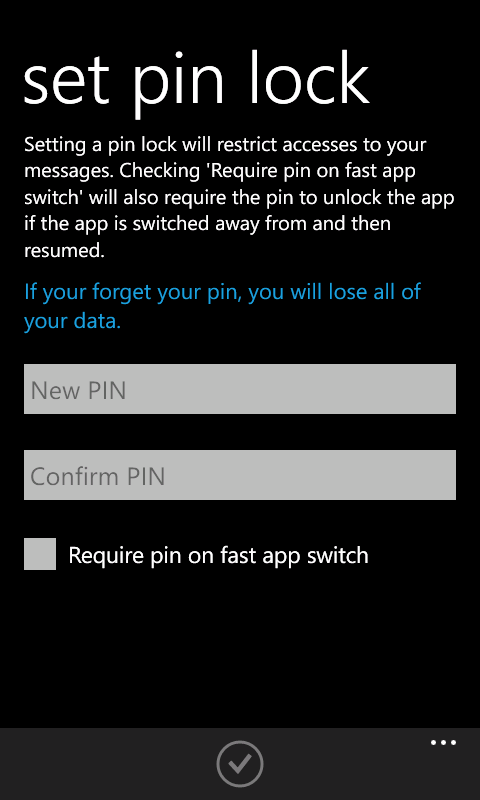 set pin lock
Setting a pin lock will restrict accesses to your
messages. Checking 'Require pin on fast app
switch' will also require the pin to unlock the app
if the app is switched away from and then
resumed.
If your forget your pin, you will lose all of
your data.
New PIN
Confirm PIN
Require pin on fast app switch